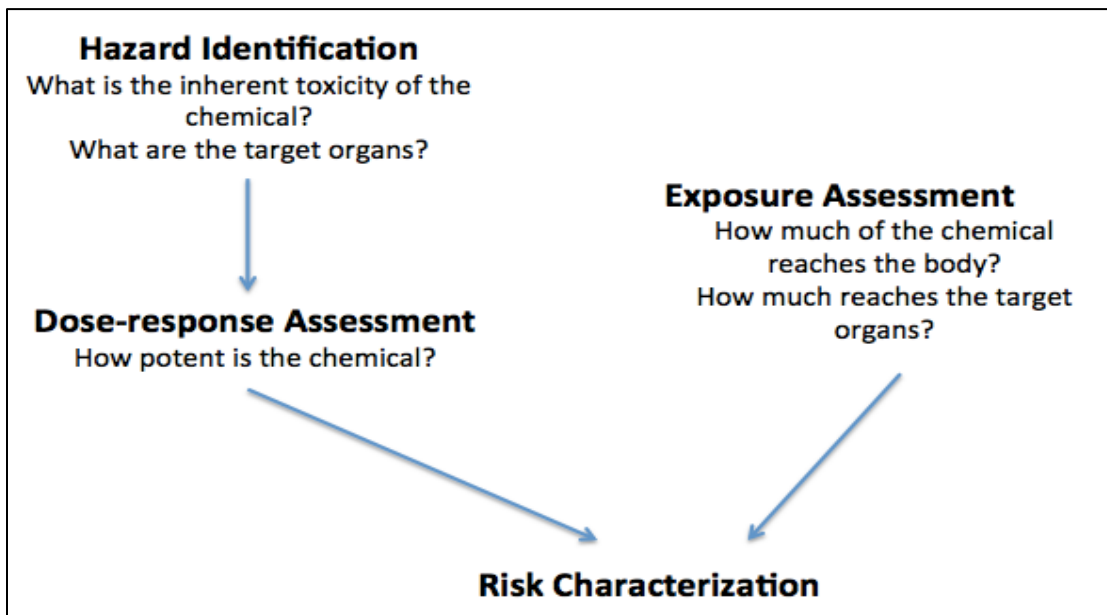 Hazard Identification
What is the inherent toxicity of the
chemical?
What are the target organs?
Exposure Assessment
How much of the chemical
reaches the body?
How much reaches the target
organs?
Dose-response Assessment
How potent is the chemical?
Risk Characterization